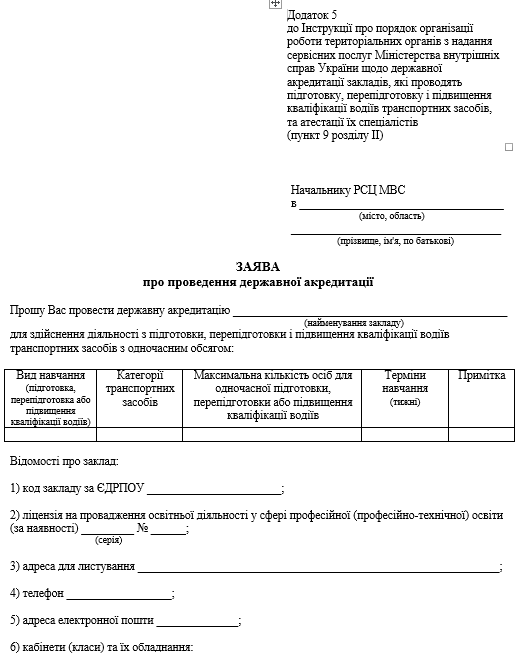 Додаток 5
до Інструкції про порядок організації
роботи територіальних органів з надання
сервісних послуг Міністерства внутрішніх
справ України щодо державної
акредитації закладів, які проводять
підготовку, перепідготовку і підвищення
кваліфікації водіїв транспортних засобів,
та атестації їх спеціалістів
(пункт 9 розділу II)
Начальнику РСЦ МВС
в ___________________________________
(місто, область)
____________________________________
(прізвище, ім'я, по батькові)
ЗАЯВА
про проведення державної акредитації
Прошу Вас провести державну акредитацію ______________________________________________
(найменування закладу)
для здійснення діяльності з підготовки, перепідготовки і підвищення кваліфікації водіїв
транспортних засобів з одночасним обсягом:
Вид навчання
(підготовка,
перепідготовка або
підвищення
кваліфікації водіїв)
Категорії
транспортних
засобів
Максимальна кількість осіб для
одночасної підготовки,
перепідготовки або підвищення
кваліфікації водіїв
Терміни
навчання
(тижні)
Примітка
Відомості про заклад:
1) код закладу за ЄДРПОУ _______________________;
2) ліцензія на провадження освітньої діяльності у сфері професійної (професійно-технічної) освіти
(за наявності) _________ № ______;
(серія)
3) адреса для листування ______________________________________________________________;
4) телефон __________________;
5) адреса електронної пошти ______________;
6) кабінети (класи) та їх обладнання: